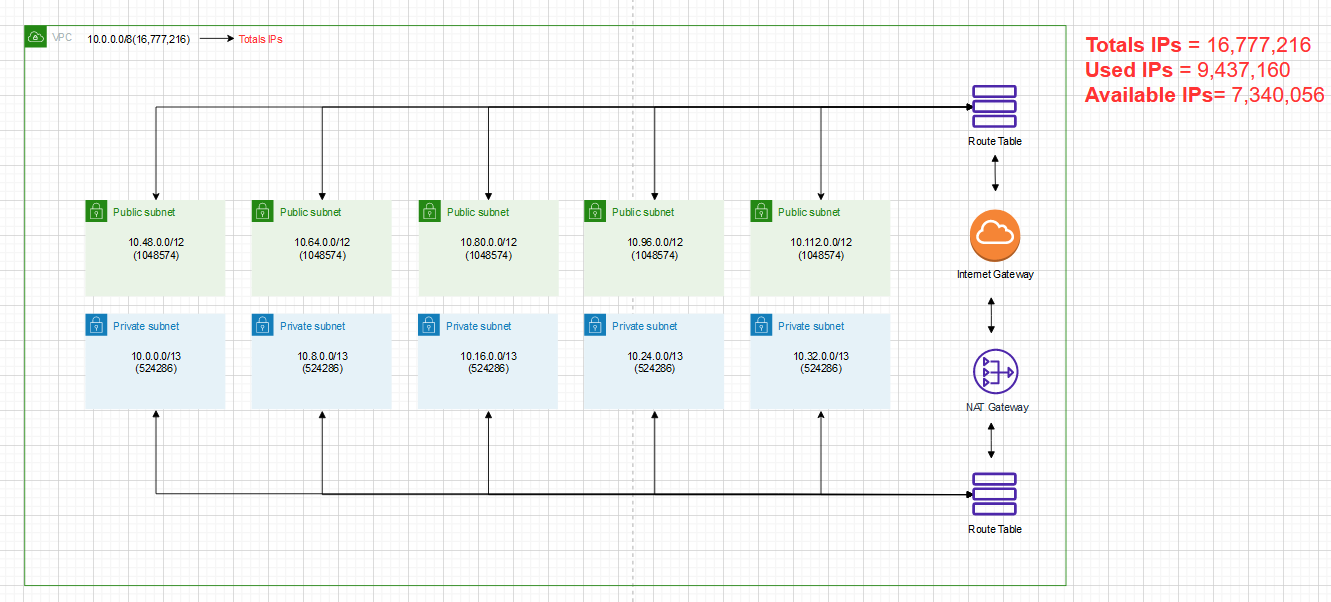 VPC
10.0.0.0/8(16,777,216)
Totals IPs
Totals IPs = 16,777,216
Used IPs = 9,437,160
Available IPs= 7,340,056
Route Table
Public subnet
10.48.0.0/12
(1048574)
Public subnet
10.64.0.0/12
(1048574)
Public subnet
10.80.0.0/12
(1048574)
Public subnet
10.96.0.0/12
(1048574)
Public subnet
10.112.0.0/12
(1048574)
Internet Gateway
Private subnet
10.0.0.0/13
(524286)
Private subnet
10.8.0.0/13
(524286)
Private subnet
10.16.0.0/13
(524286)
Private subnet
10.24.0.0/13
(524286)
Private subnet
10.32.0.0/13
(524286)
NAT Gateway
Route Table